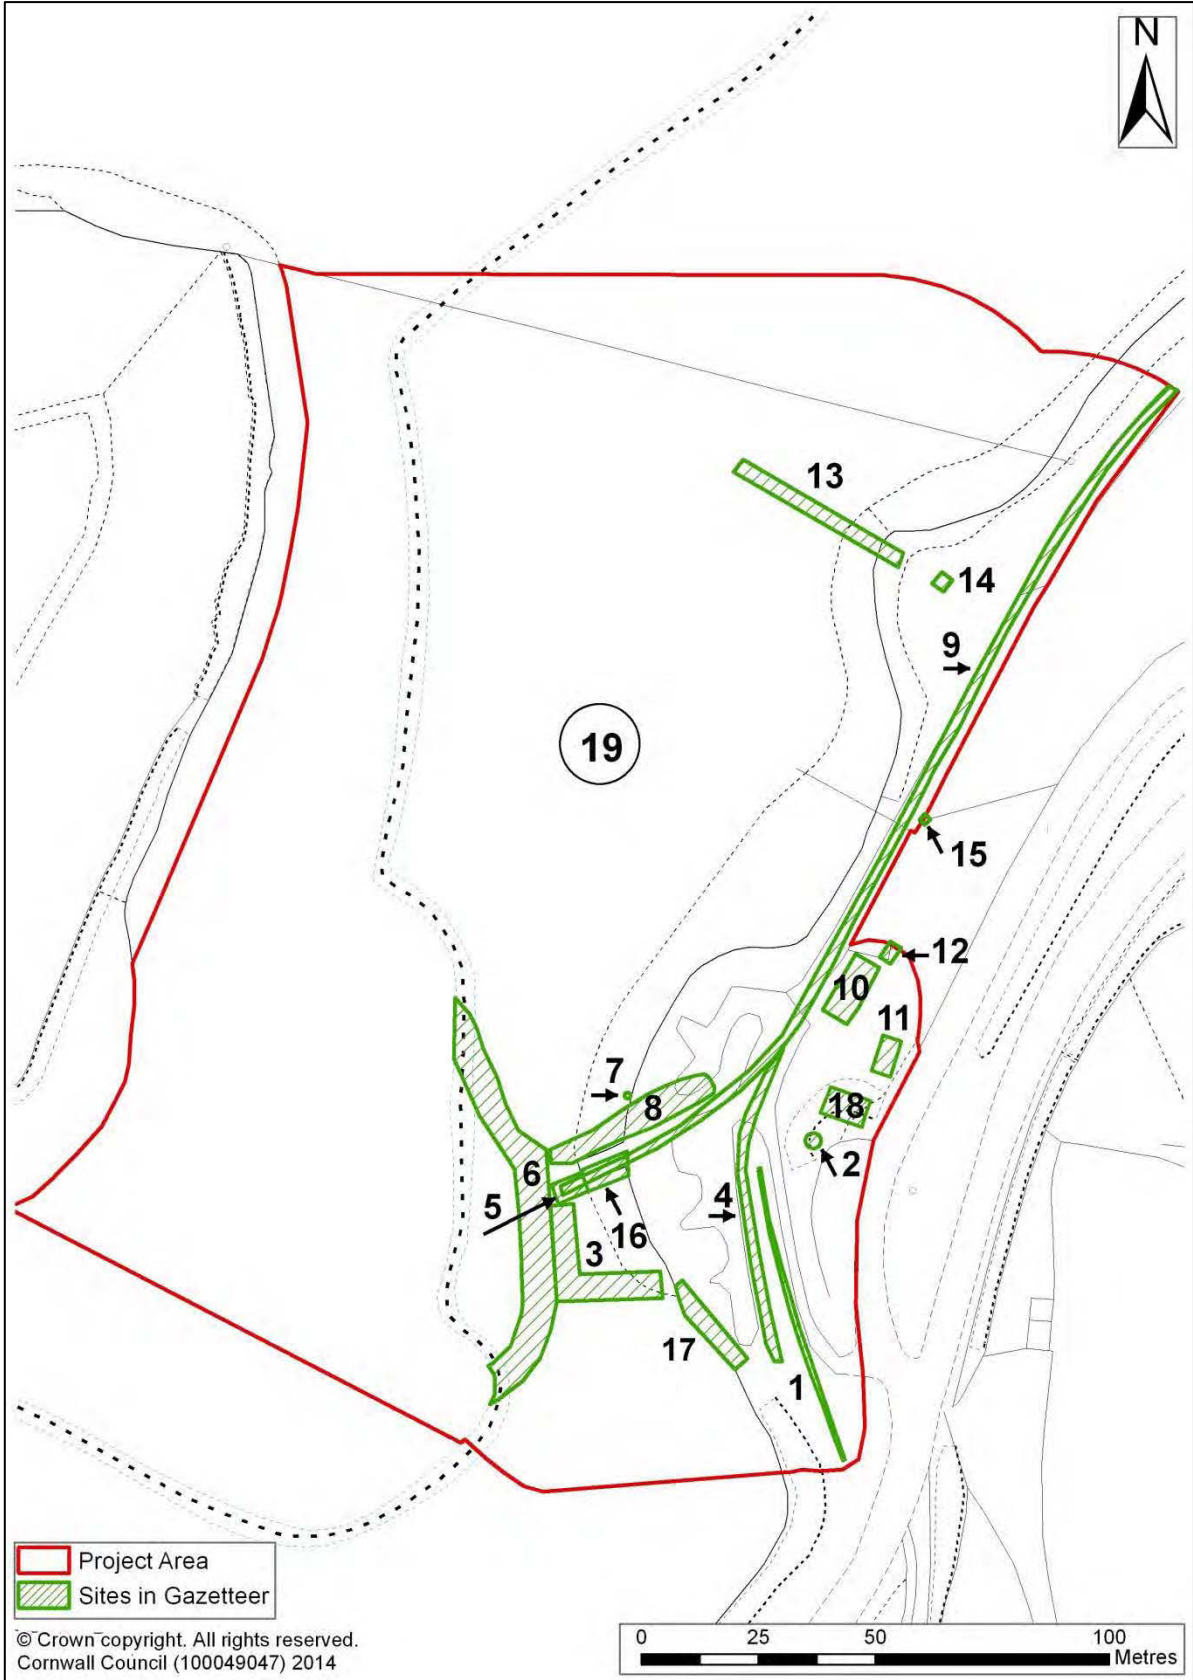 N
13
14
9
19
15
12
10
11
7
8
18
6
2
5
4
16
3
17
1
Project Area
Sites in Gazetteer
© Crown copyright. All rights reserved.
Cornwall Council (100049047) 2014
0 25 50 100
Metres